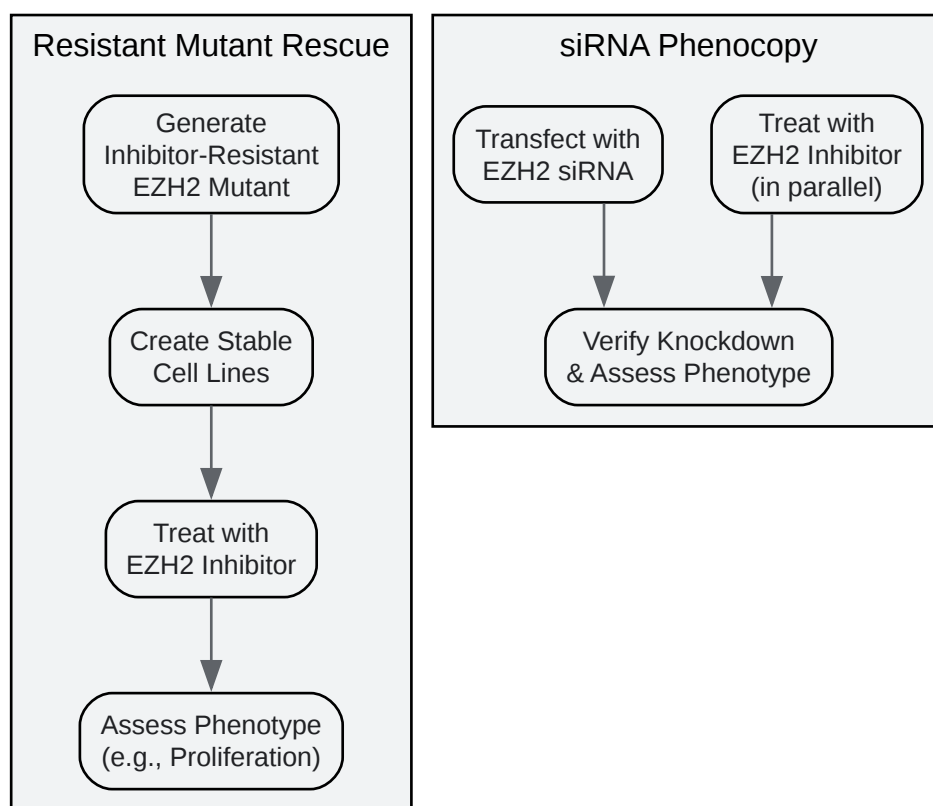 Resistant Mutant Rescue
Generate
Inhibitor-Resistant
EZH2 Mutant
Create Stable
Cell Lines
Treat with
EZH2 Inhibitor
Assess Phenotype
(e.g., Proliferation)
siRNA Phenocopy
Transfect with
EZH2 siRNA
Treat with
EZH2 Inhibitor
(in parallel)
Verify Knockdown
& Assess Phenotype